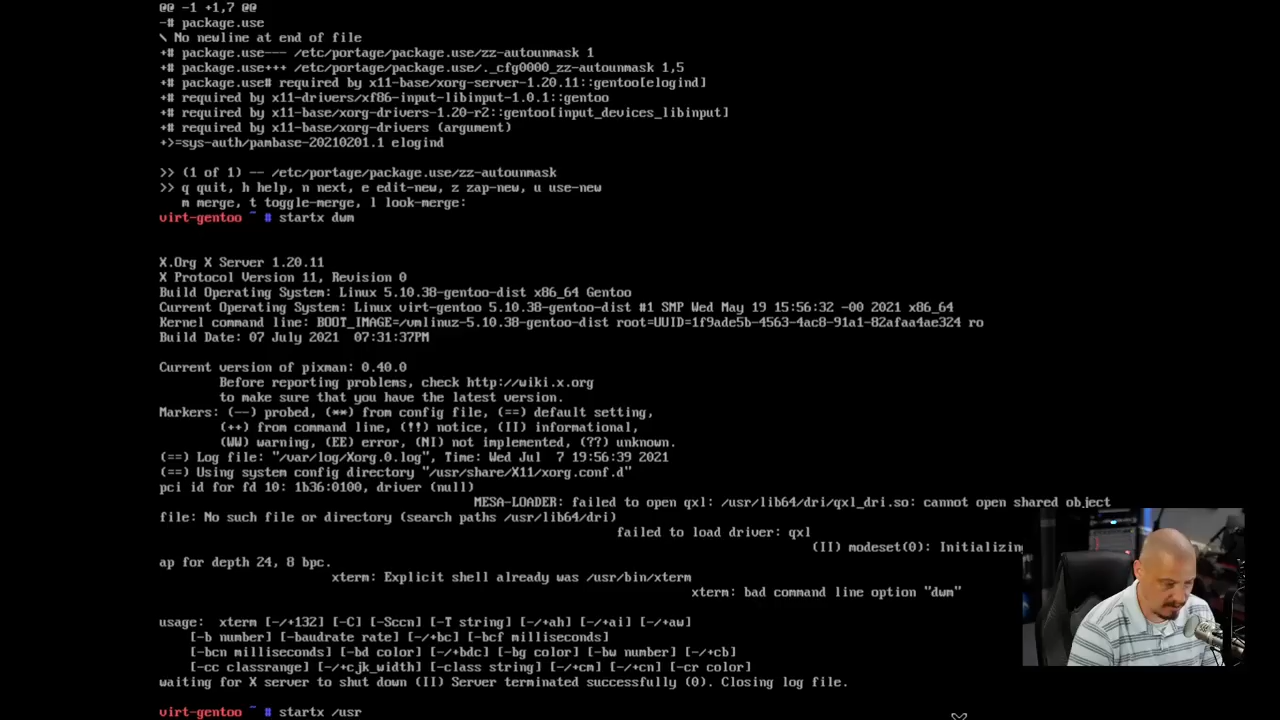 @@ -1 +1,7 @@
-# package.use
\ No newline at end of file
+# package.use--- /etc/portage/package.use/zz-autounmask 1
+# package.use+++ /etc/portage/package.use/._cfg0000_zz-autounmask 1,5
+# package.use# required by x11-base/xorg-server-1.20.11::gentoo[elogind]
+# required by x11-drivers/xf86-input-libinput-1.0.1::gentoo
+# required by x11-base/xorg-drivers-1.20-r2::gentoo[input_devices_libinput]
+# required by x11-base/xorg-drivers (argument)
+>=sys-auth/pambase-20210201.1 elogind
>> (1 of 1) -- /etc/portage/package.use/zz-autounmask
>> q quit, h help, n next, e edit-new, z zap-new, u use-new
m merge, t toggle-merge, l look-merge:
virt-gentoo ~ # startx dwm
X.Org X Server 1.20.11
X Protocol Version 11, Revision 0
Build Operating System: Linux 5.10.38-gentoo-dist x86_64 Gentoo
Current Operating System: Linux virt-gentoo 5.10.38-gentoo-dist #1 SMP Wed May 19 15:56:32 -00 2021 x86_64
Kernel command line: BOOT_IMAGE=/vmlinuz-5.10.38-gentoo-dist root=UUID=1f9ade5b-4563-4ac8-91a1-82afaa4ae324 ro
Build Date: 07 July 2021  07:31:37PM
Current version of pixman: 0.40.0
Before reporting problems, check http://wiki.x.org
to make sure that you have the latest version.
Markers: (--) probed, (**) from config file, (==) default setting,
(++) from command line, (!!) notice, (II) informational,
(WW) warning, (EE) error, (NI) not implemented, (??) unknown.
(==) Log file: "/var/log/Xorg.0.log", Time: Wed Jul  7 19:56:39 2021
(==) Using system config directory "/usr/share/X11/xorg.conf.d"
pci id for fd 10: 1b36:0100, driver (null)
MESA-LOADER: failed to open qxl: /usr/lib64/dri/qxl_dri.so: cannot open shared object
file: No such file or directory (search paths /usr/lib64/dri)
failed to load driver: qxl
(II) modeset(0): Initializing
ap for depth 24, 8 bpc.
xterm: Explicit shell already was /usr/bin/xterm
xterm: bad command line option "dwm"
usage:  xterm [-/+132] [-C] [-Sccn] [-T string] [-/+ah] [-/+ai] [-/+aw]
[-b number] [-baudrate rate] [-/+bc] [-bcf milliseconds]
[-bcn milliseconds] [-bd color] [-/+bdc] [-bg color] [-bw number] [-/+cb]
[-cc classrange] [-/+cjk_width] [-class string] [-/+cm] [-/+cn] [-cr color]
waiting for X server to shut down (II) Server terminated successfully (0). Closing log file.
virt-gentoo ~ # startx /usr